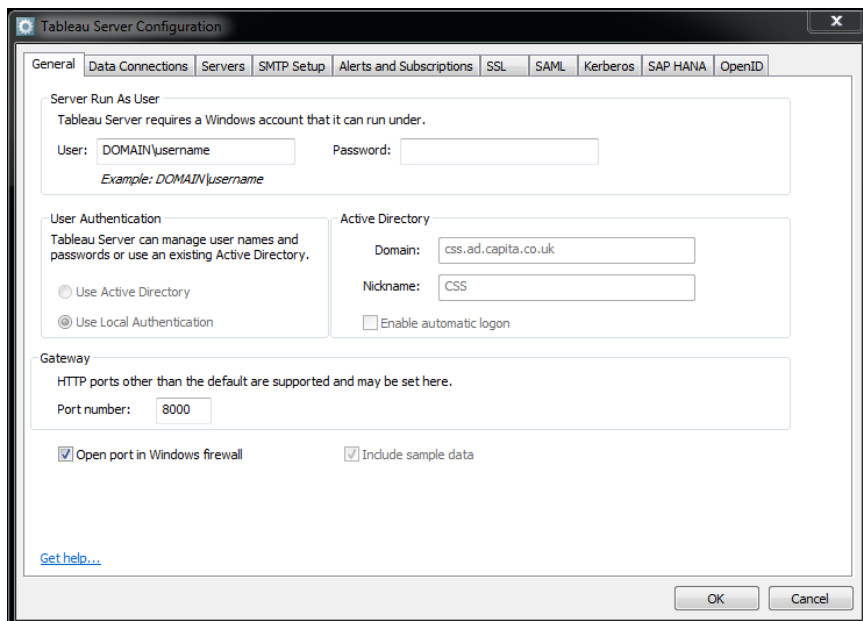 Tableau Server Configuration
x
General Data Connections Servers SMTP Setup Alerts and Subscriptions SSL SAML Kerberos SAP HANA OpenID
Server Run As User
Tableau Server requires a Windows account that it can run under.
User: DOMAIN\username Password:
Example: DOMAIN\username
User Authentication
Tableau Server can manage user names and
passwords or use an existing Active Directory.
Use Active Directory
Use Local Authentication
Active Directory
Domain: css.ad.capita.co.uk
Nickname: CSS
Enable automatic logon
Gateway
HTTP ports other than the default are supported and may be set here.
Port number: 8000
Open port in Windows firewall Include sample data
Get help...
OK Cancel